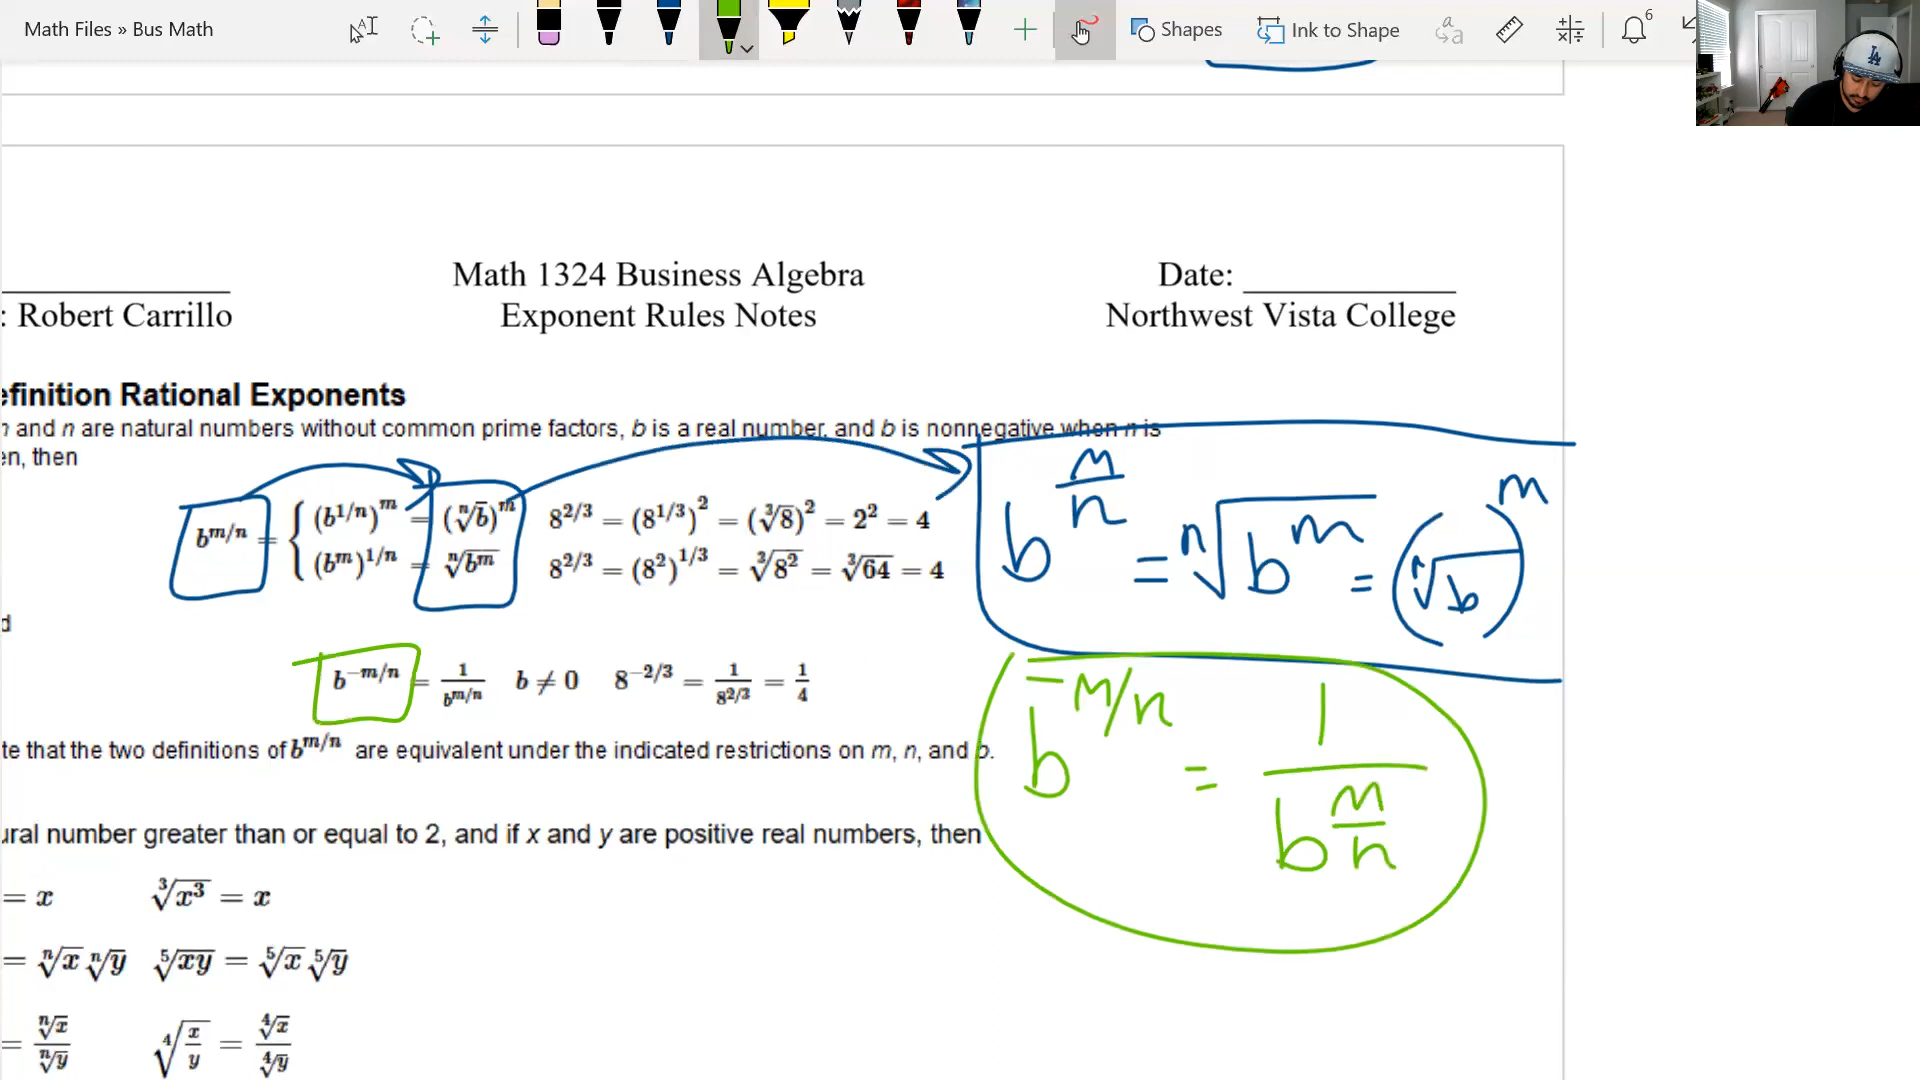 Math Files » Bus Math
Shapes
Ink to Shape
6
LA
Math 1324 Business Algebra
Date: ____________
: Robert Carrillo
Exponent Rules Notes
Northwest Vista College
efinition Rational Exponents
and n are natural numbers without common prime factors, b is a real number, and b is nonnegative when n is
en, then
b^{m/n} = { (b^{1/n})^m = (ⁿ√b)^m   8^{2/3} = (8^{1/3})^2 = (∛8)^2 = 2^2 = 4
(b^m)^{1/n} = ⁿ√(b^m)   8^{2/3} = (8^2)^{1/3} = ∛(8^2) = ∛64 = 4
b^{m/n} = ⁿ√(b^m) = (ⁿ√b)^m
d
b^{-m/n} = 1/b^{m/n}   b ≠ 0   8^{-2/3} = 1/8^{2/3} = 1/4
b^{-m/n} = 1/b^{m/n}
te that the two definitions of b^{m/n} are equivalent under the indicated restrictions on m, n, and b.
ural number greater than or equal to 2, and if x and y are positive real numbers, then
= x   ∛(x^3) = x
= ⁿ√x ⁿ√y   ⁵√(xy) = ⁵√x ⁵√y
= ⁿ√x/ⁿ√y   ⁴√(x/y) = ⁴√x/⁴√y